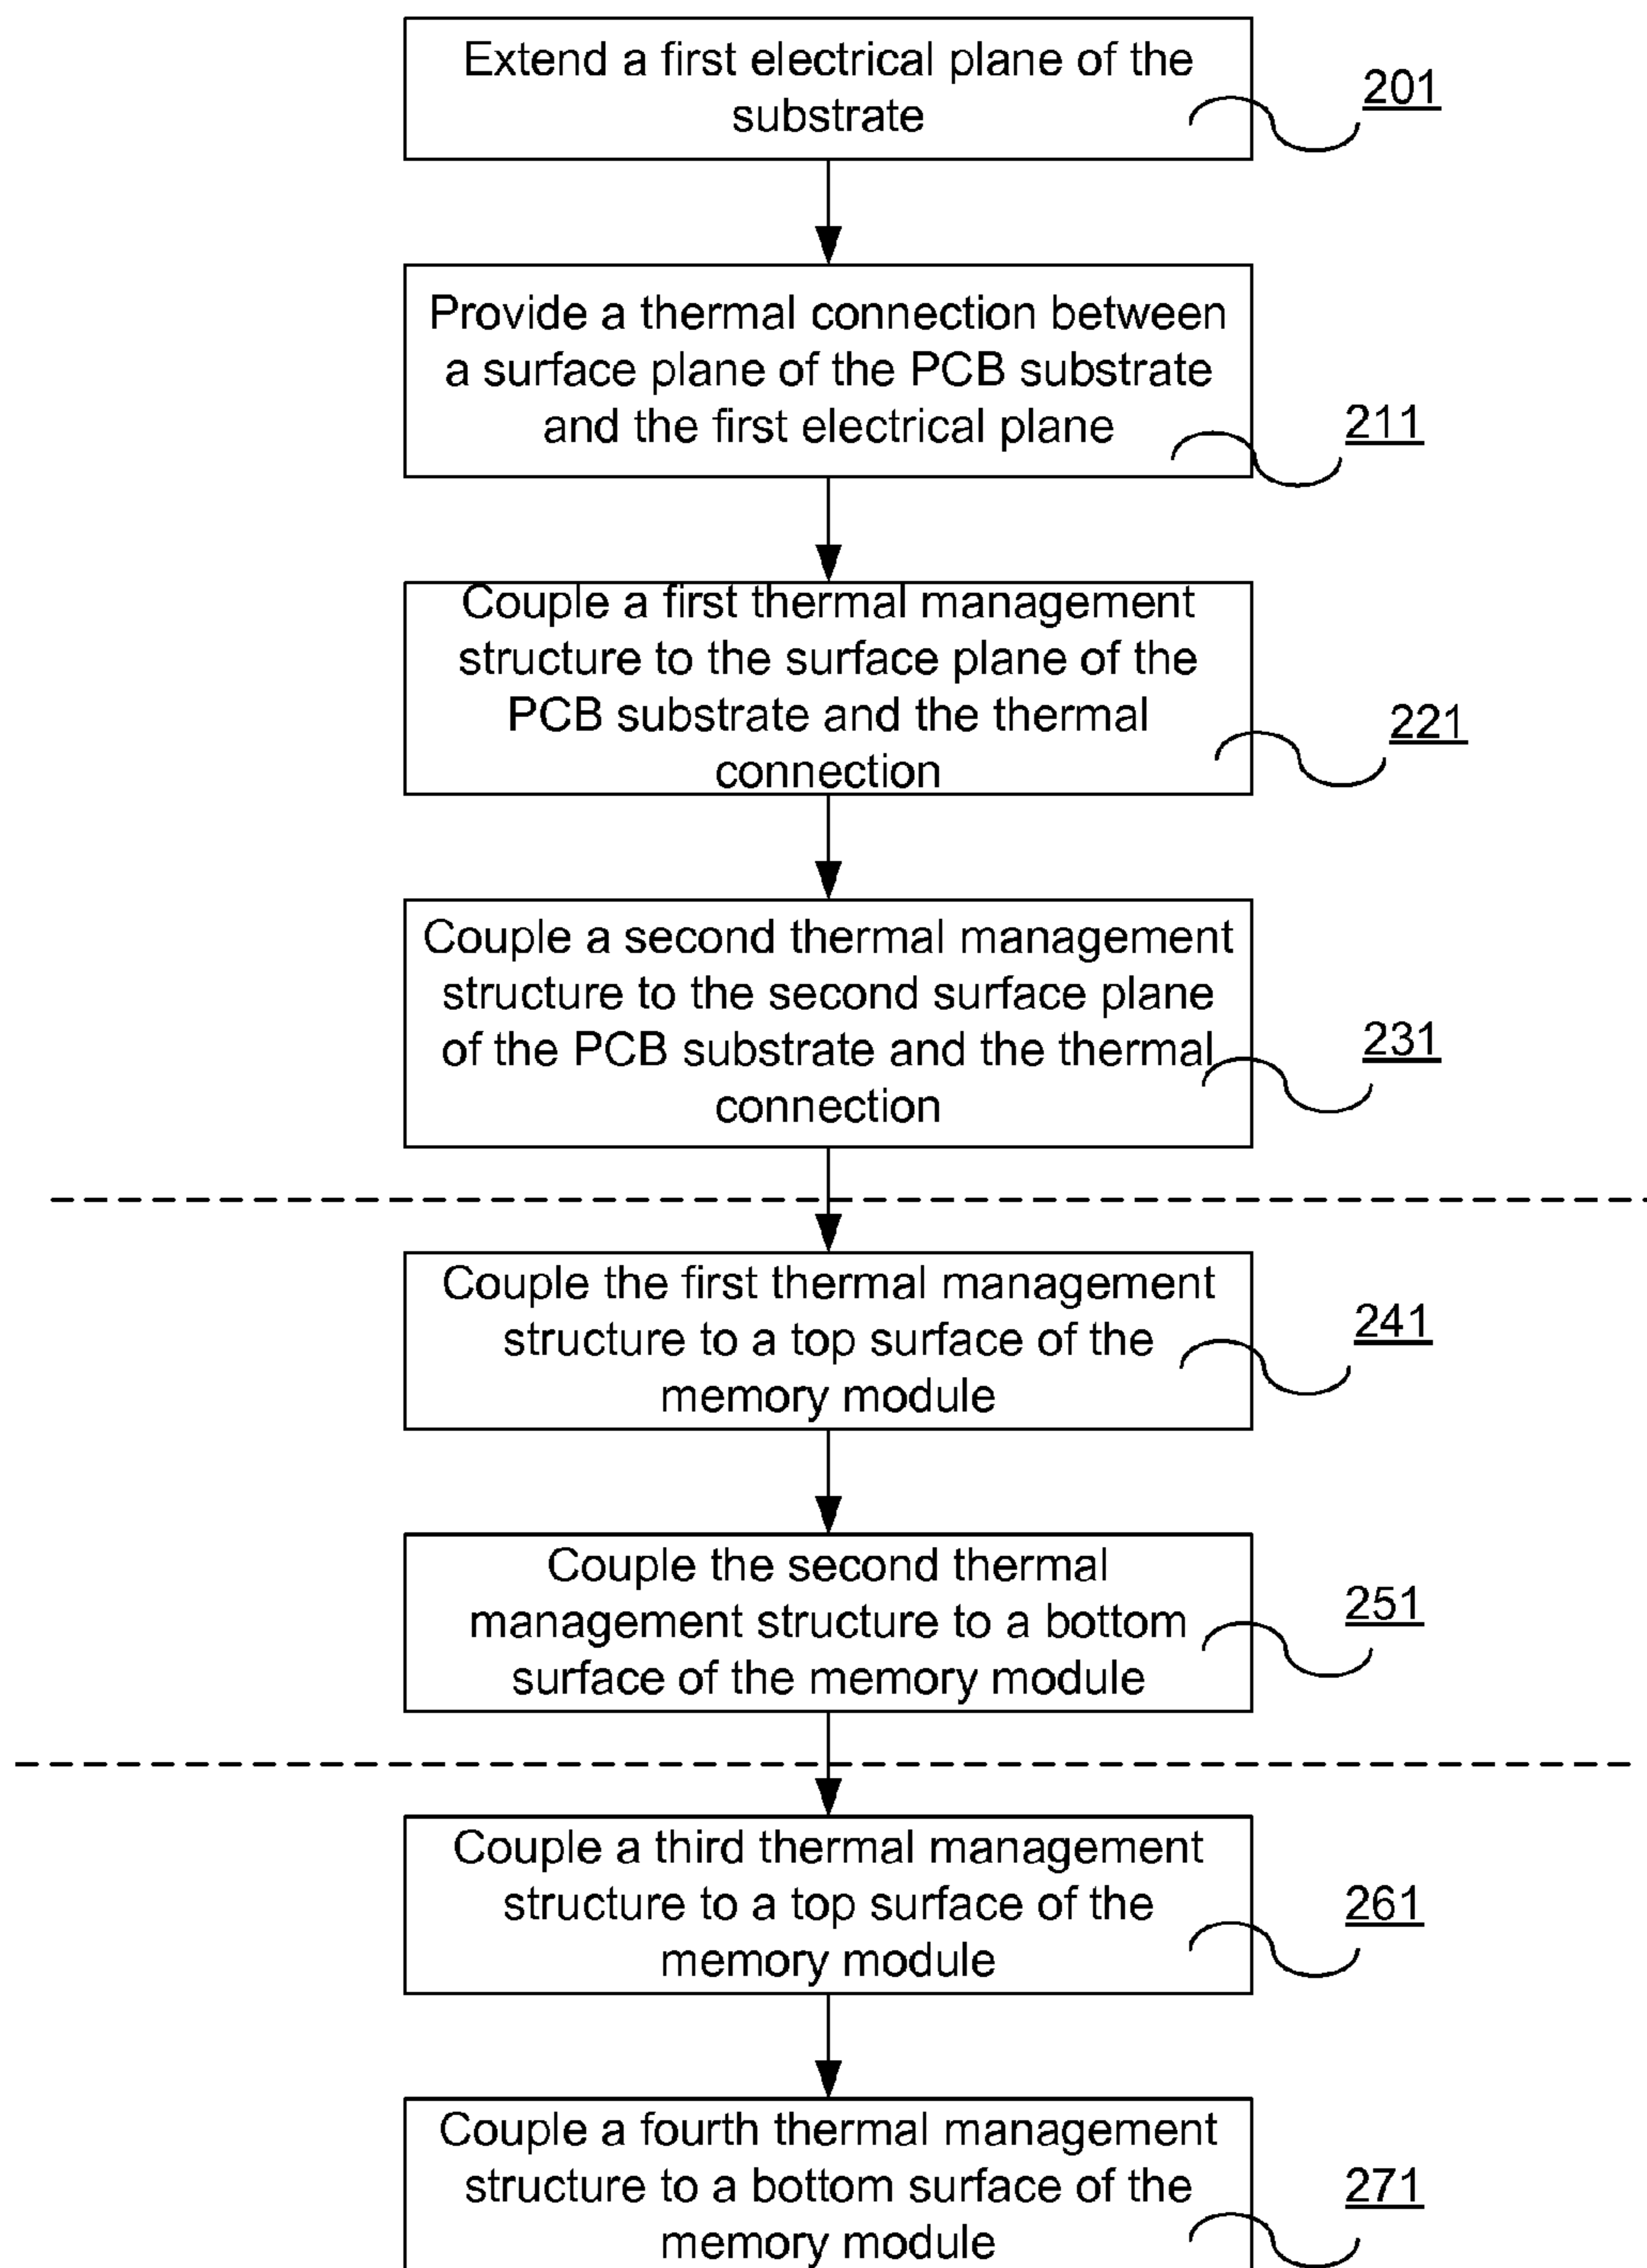 Extend a first electrical plane of the
substrate
201
Provide a thermal connection between
a surface plane of the PCB substrate
and the first electrical plane
211
Couple a first thermal management
structure to the surface plane of the
PCB substrate and the thermal
connection
221
Couple a second thermal management
structure to the second surface plane
of the PCB substrate and the thermal
connection
231
Couple the first thermal management
structure to a top surface of the
memory module
241
Couple the second thermal
management structure to a bottom
surface of the memory module
251
Couple a third thermal management
structure to a top surface of the
memory module
261
Couple a fourth thermal management
structure to a bottom surface of the
memory module
271